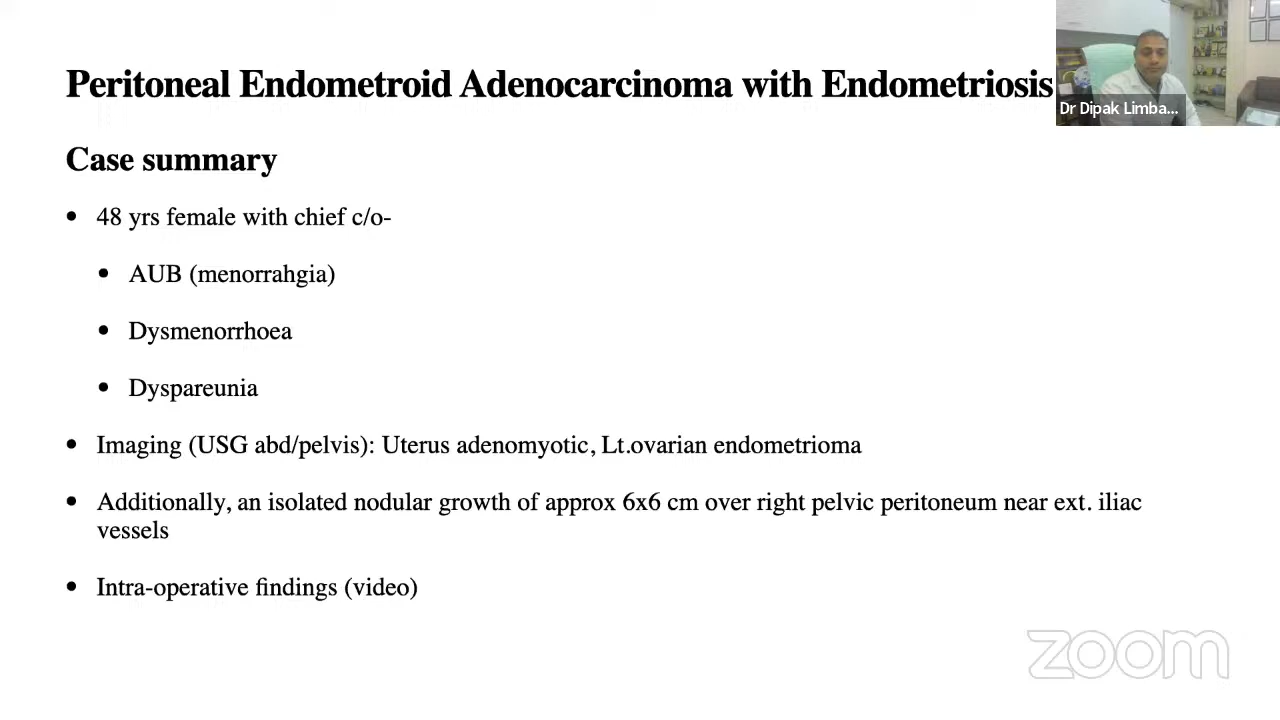 Peritoneal Endometroid Adenocarcinoma with Endometriosis
Dr Dipak Limba...
Case summary
• 48 yrs female with chief c/o-
• AUB (menorrahgia)
• Dysmenorrhoea
• Dyspareunia
• Imaging (USG abd/pelvis): Uterus adenomyotic, Lt.ovarian endometrioma
• Additionally, an isolated nodular growth of approx 6x6 cm over right pelvic peritoneum near ext. iliac
vessels
• Intra-operative findings (video)
zoom